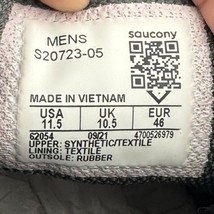 MENS
S20723-05
saucony
MADE IN VIETNAM
USA UK EUR
11.5 10.5 46
62054 09/21 4700526979
UPPER: SYNTHETIC/TEXTILE
LINING: TEXTILE
OUTSOLE: RUBBER